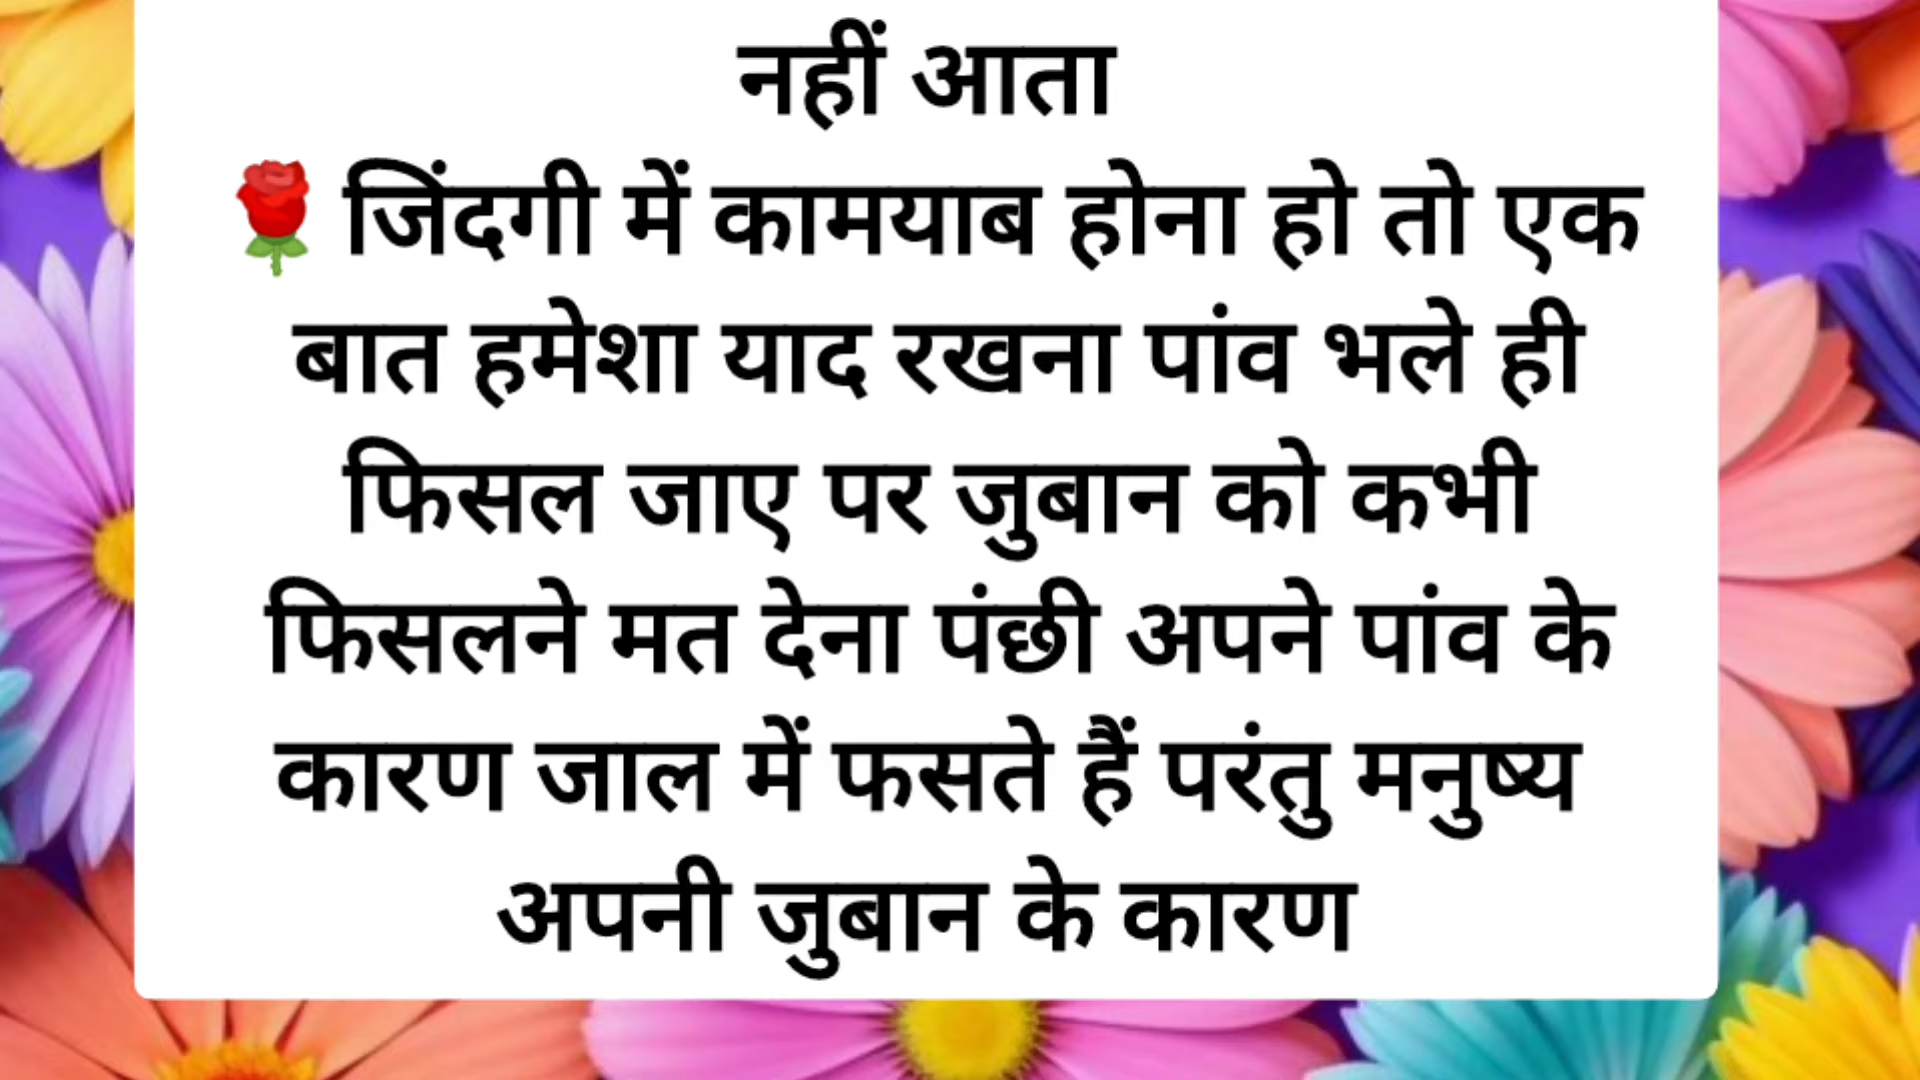 नहीं आता
🌹जिंदगी में कामयाब होना हो तो एक
बात हमेशा याद रखना पांव भले ही
फिसल जाए पर जुबान को कभी
फिसलने मत देना पंछी अपने पांव के
कारण जाल में फसते हैं परंतु मनुष्य
अपनी जुबान के कारण